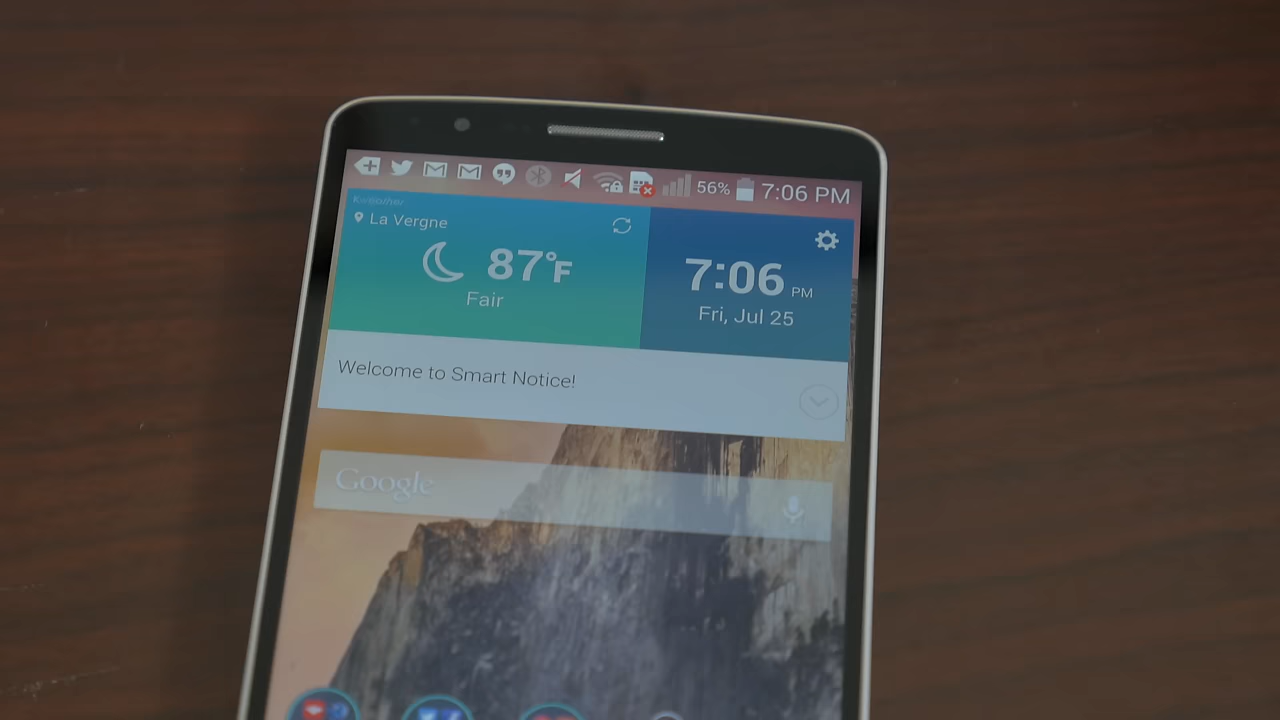 56% 7:06 PM
Kweather
La Vergne
87°F
Fair
7:06 PM
Fri, Jul 25
Welcome to Smart Notice!
Google